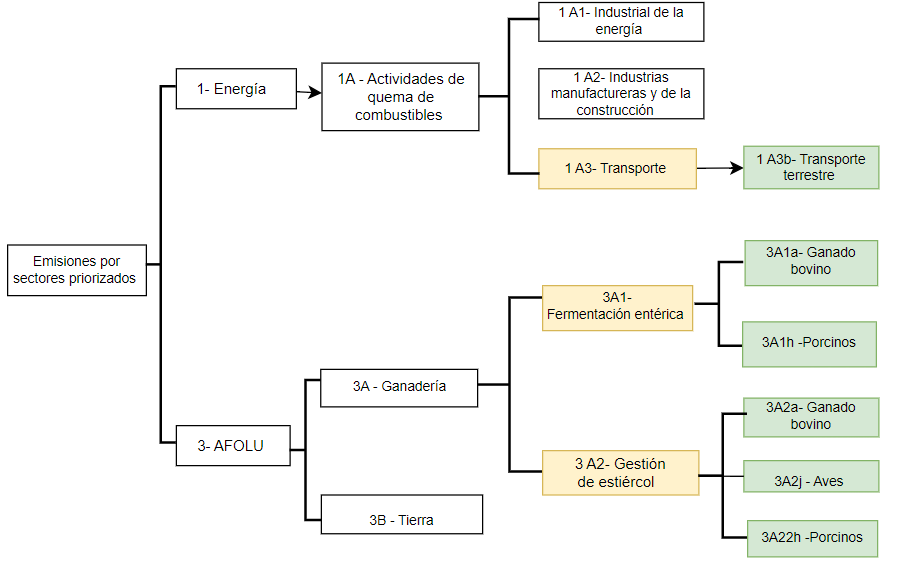 Emisiones por
sectores priorizados
1- Energía
1A - Actividades de
quema de
combustibles
1 A1- Industrial de la
energía
1 A2- Industrias
manufactureras y de la
construcción
1 A3- Transporte
1 A3b- Transporte
terrestre
3- AFOLU
3A - Ganadería
3A1-
Fermentación entérica
3A1a- Ganado
bovino
3A1h -Porcinos
3 A2- Gestión
de estiércol
3A2a- Ganado
bovino
3A2j - Aves
3A22h -Porcinos
3B - Tierra